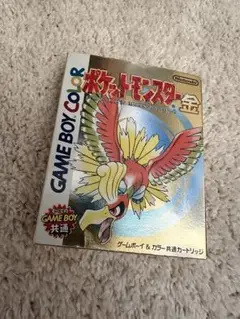 GAME BOY COLOR
Nintendo
ポケットモンスター
金
GAME BOY
共通
ゲームボーイ&カラー共通カートリッジ